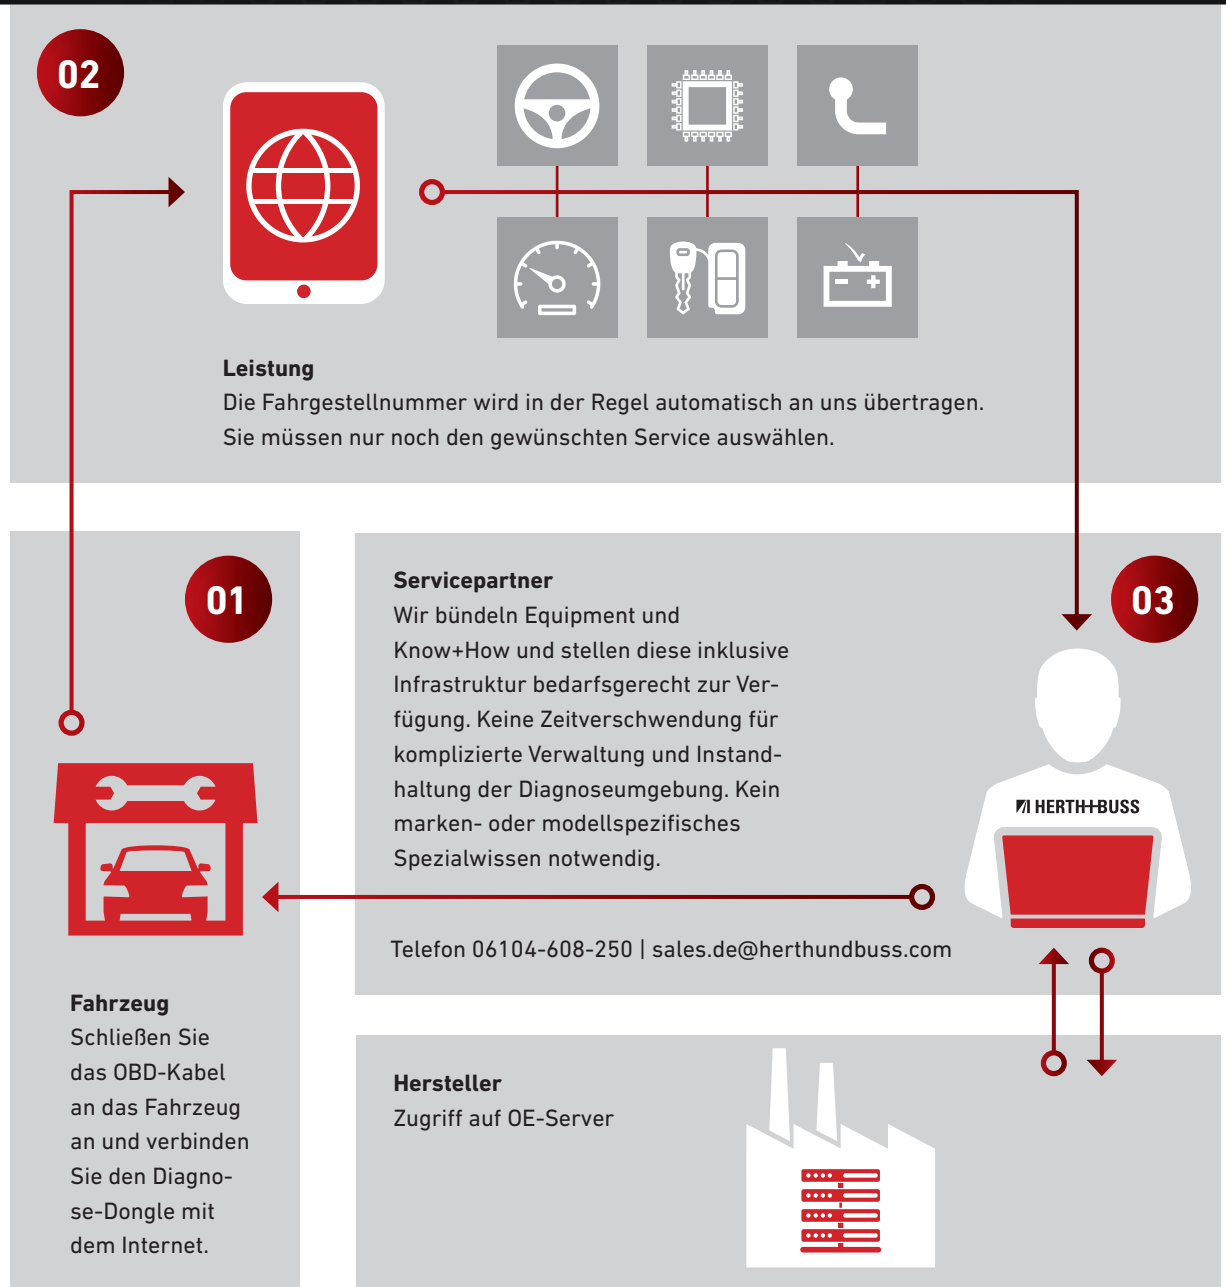 02
Leistung
Die Fahrgestellnummer wird in der Regel automatisch an uns übertragen.
Sie müssen nur noch den gewünschten Service auswählen.
01
Fahrzeug
Schließen Sie
das OBD-Kabel
an das Fahrzeug
an und verbinden
Sie den Diagno-
se-Dongle mit
dem Internet.
03
Servicepartner
Wir bündeln Equipment und
Know+How und stellen diese inklusive
Infrastruktur bedarfsgerecht zur Ver-
fügung. Keine Zeitverschwendung für
komplizierte Verwaltung und Instand-
haltung der Diagnoseumgebung. Kein
marken- oder modellspezifisches
Spezialwissen notwendig.
HERTH+BUSS
Telefon 06104-608-250 | sales.de@herthundbuss.com
Hersteller
Zugriff auf OE-Server